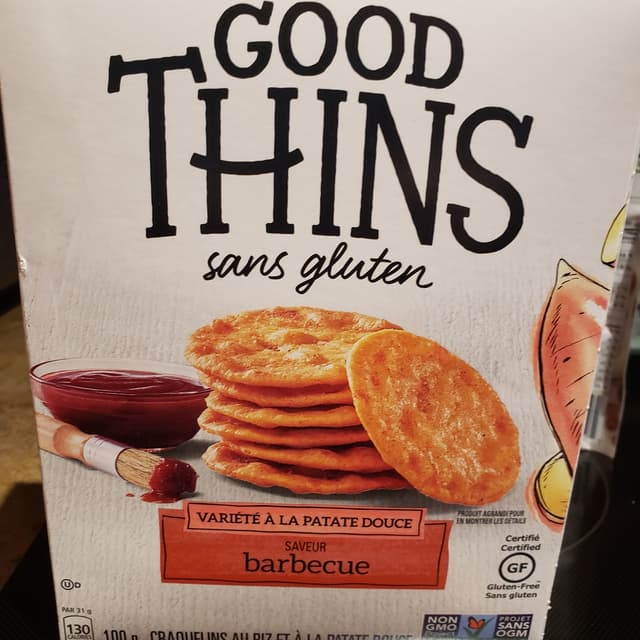 GOOD
THINS
sans gluten
VARIÉTÉ À LA PATATE DOUCE
SAVEUR
barbecue
PRODUIT AGRANDI POUR
EN MONTRER LES DÉTAILS
Certifié
Certified
GF
Gluten-Free
Sans gluten
U D
PAR 31 g
130
CALORIES
100 g CRAQUELINS AU RIZ ET À LA PATATE DOUCE
NON
GMO
PROJET
SANS
OGM